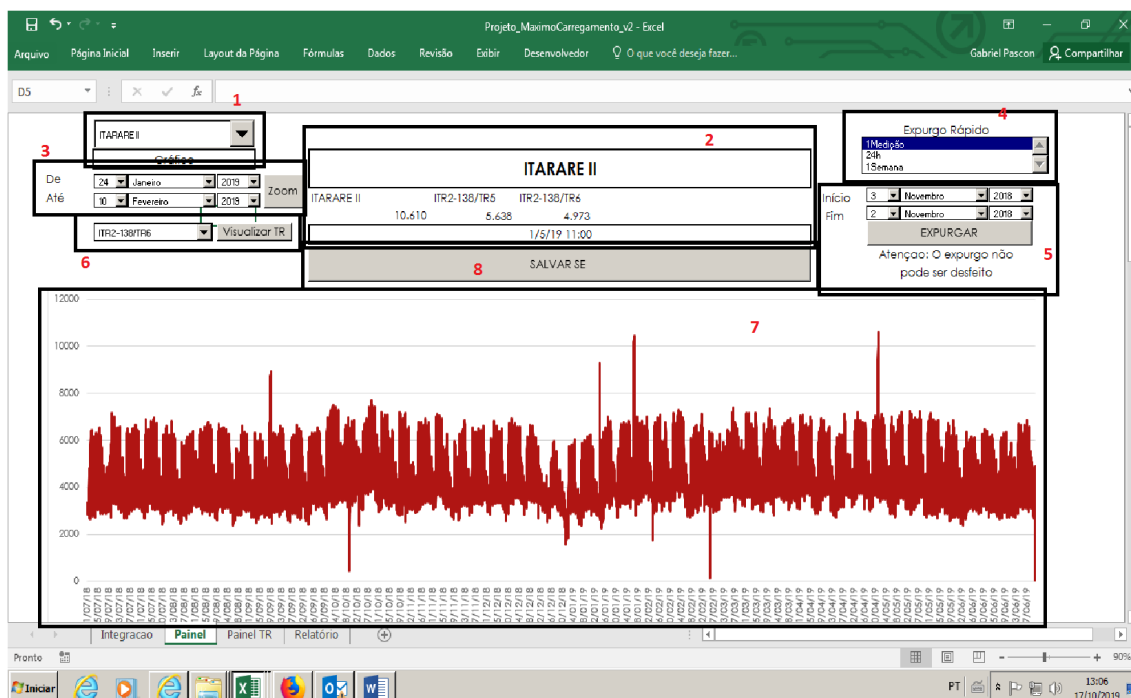 Projeto_MaximoCarregamento_v2 - Excel
Arquivo Página Inicial Inserir Layout da Página Fórmulas Dados Revisão Exibir Desenvolvedor O que você deseja fazer... Gabriel Pascon Compartilhar
D5 fx
1
ITARARE II
Gráfico
3
De 24 Janeiro 2019
Até 10 Fevereiro 2019
Zoom
ITR2-138/TR6 Visualizar TR
6
2
ITARARE II
ITARARE II ITR2-138/TR5 ITR2-138/TR6
10.610 5.638 4.973
1/5/19 11:00
SALVAR SE
8
4
Expurgo Rápido
1Medição
24h
1Semana
Início 3 Novembro 2018
Fim 2 Novembro 2018
EXPURGAR
Atençao: O expurgo não
pode ser desfeito
5
7
12000
10000
8000
6000
4000
2000
0
Integracao Painel Painel TR Relatório
Pronto 90%
Iniciar PT 13:06
17/10/2019